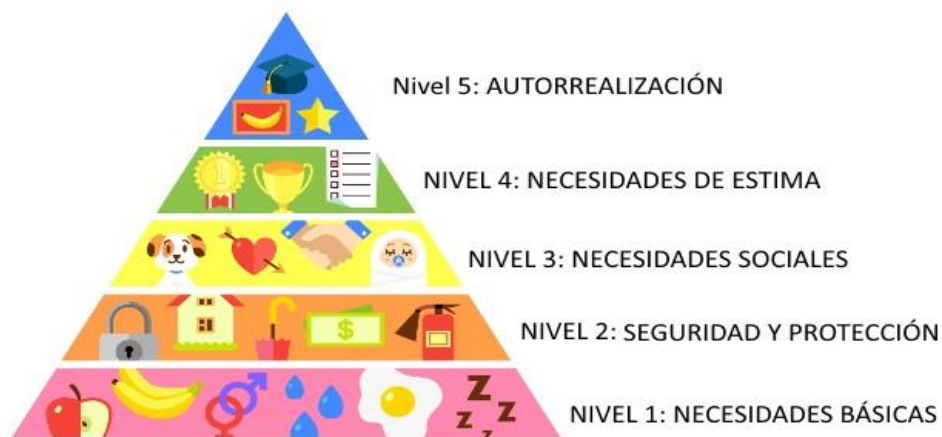 Nivel 5: AUTORREALIZACIÓN
1
NIVEL 4: NECESIDADES DE ESTIMA
NIVEL 3: NECESIDADES SOCIALES
$
NIVEL 2: SEGURIDAD Y PROTECCIÓN
Z
Z Z
Z
NIVEL 1: NECESIDADES BÁSICAS